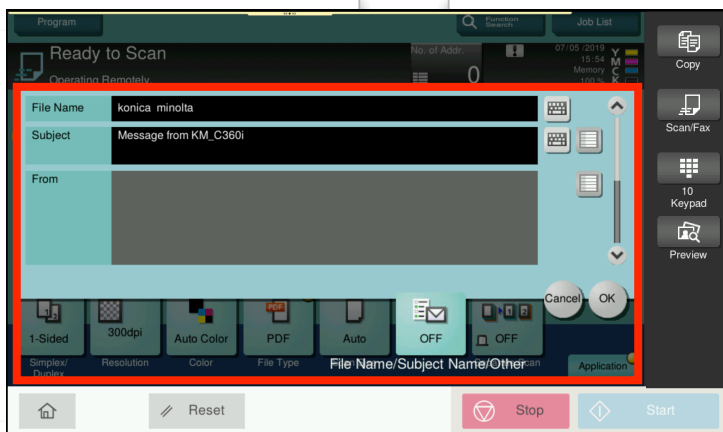 Program
Function
Search
Job List
Ready to Scan
No. of Addr.
0
07/05/2019
15:54
Memory
100 %
Y
M
C
K
Operating Remotely.
File Name
konica minolta
Subject
Message from KM_C360i
From
Cancel
OK
1-Sided
300dpi
Auto Color
PDF
Auto
OFF
OFF
Simplex/
Duplex
Resolution
Color
File Type
File Name/Subject Name/Other
Scan
Application
Reset
Stop
Start
Copy
Scan/Fax
10
Keypad
Preview